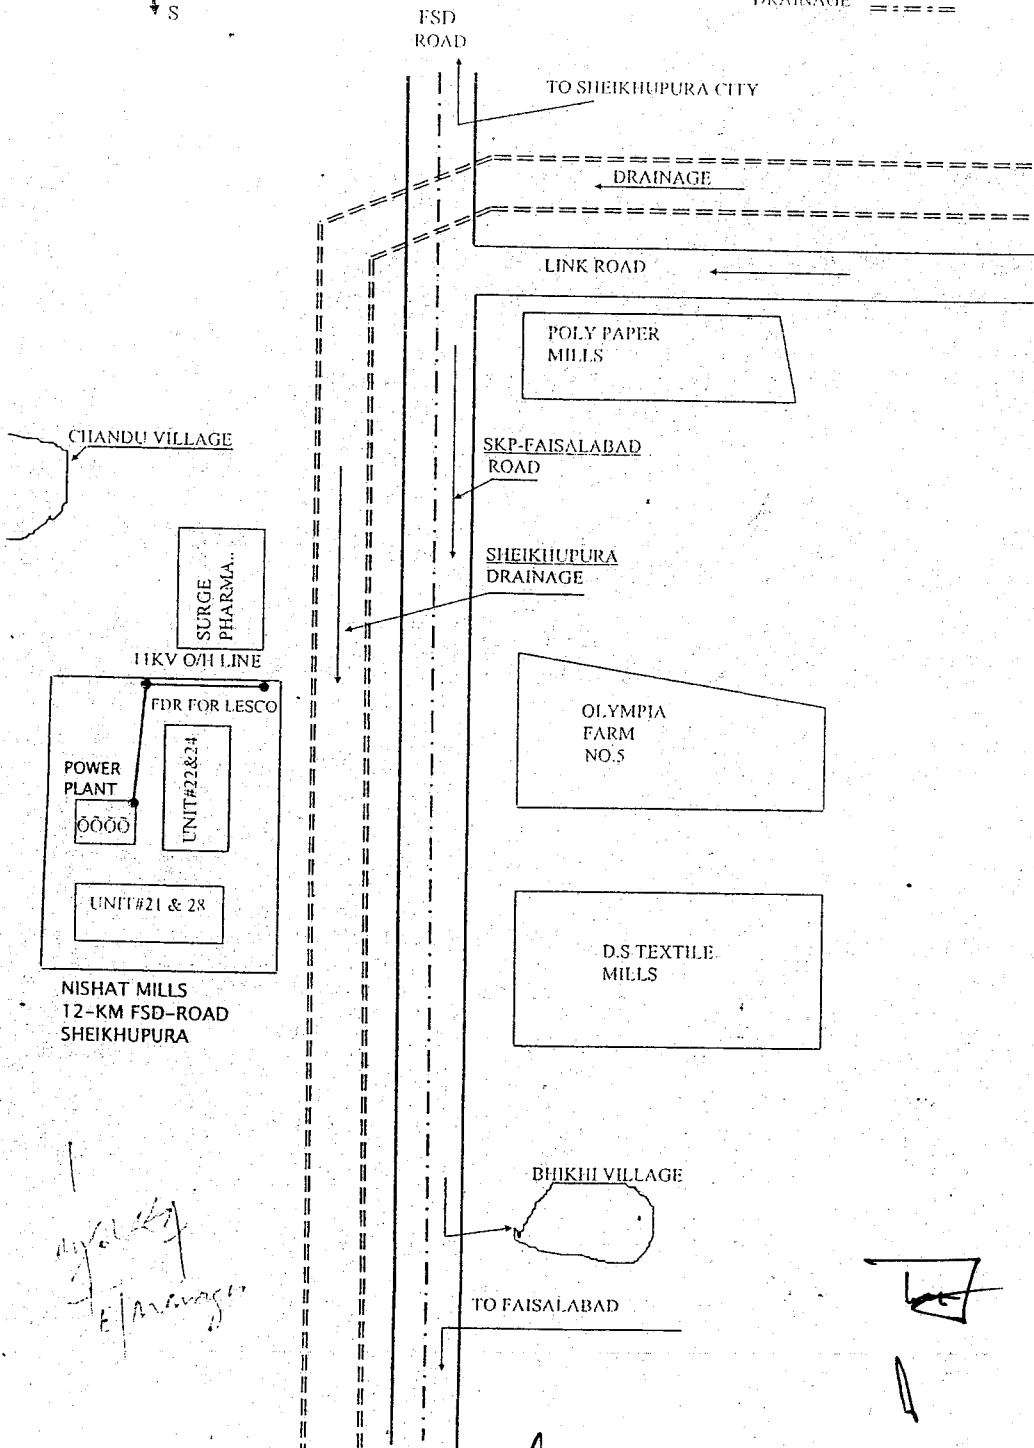 S
DRAINAGE
FSD
ROAD
TO SHEIKHUPURA CITY
DRAINAGE
LINK ROAD
POLY PAPER
MILLS
CHANDU VILLAGE
SKP-FAISALABAD
ROAD
SHEIKHUPURA
DRAINAGE
SURGE
PHARMA..
11KV O/H LINE
FDR FOR LESCO
POWER
PLANT
UNIT#22&24
UNIT#21 & 28
OLYMPIA
FARM
NO.5
D.S TEXTILE
MILLS
NISHAT MILLS
12-KM FSD-ROAD
SHEIKHUPURA
BHIKHI VILLAGE
TO FAISALABAD